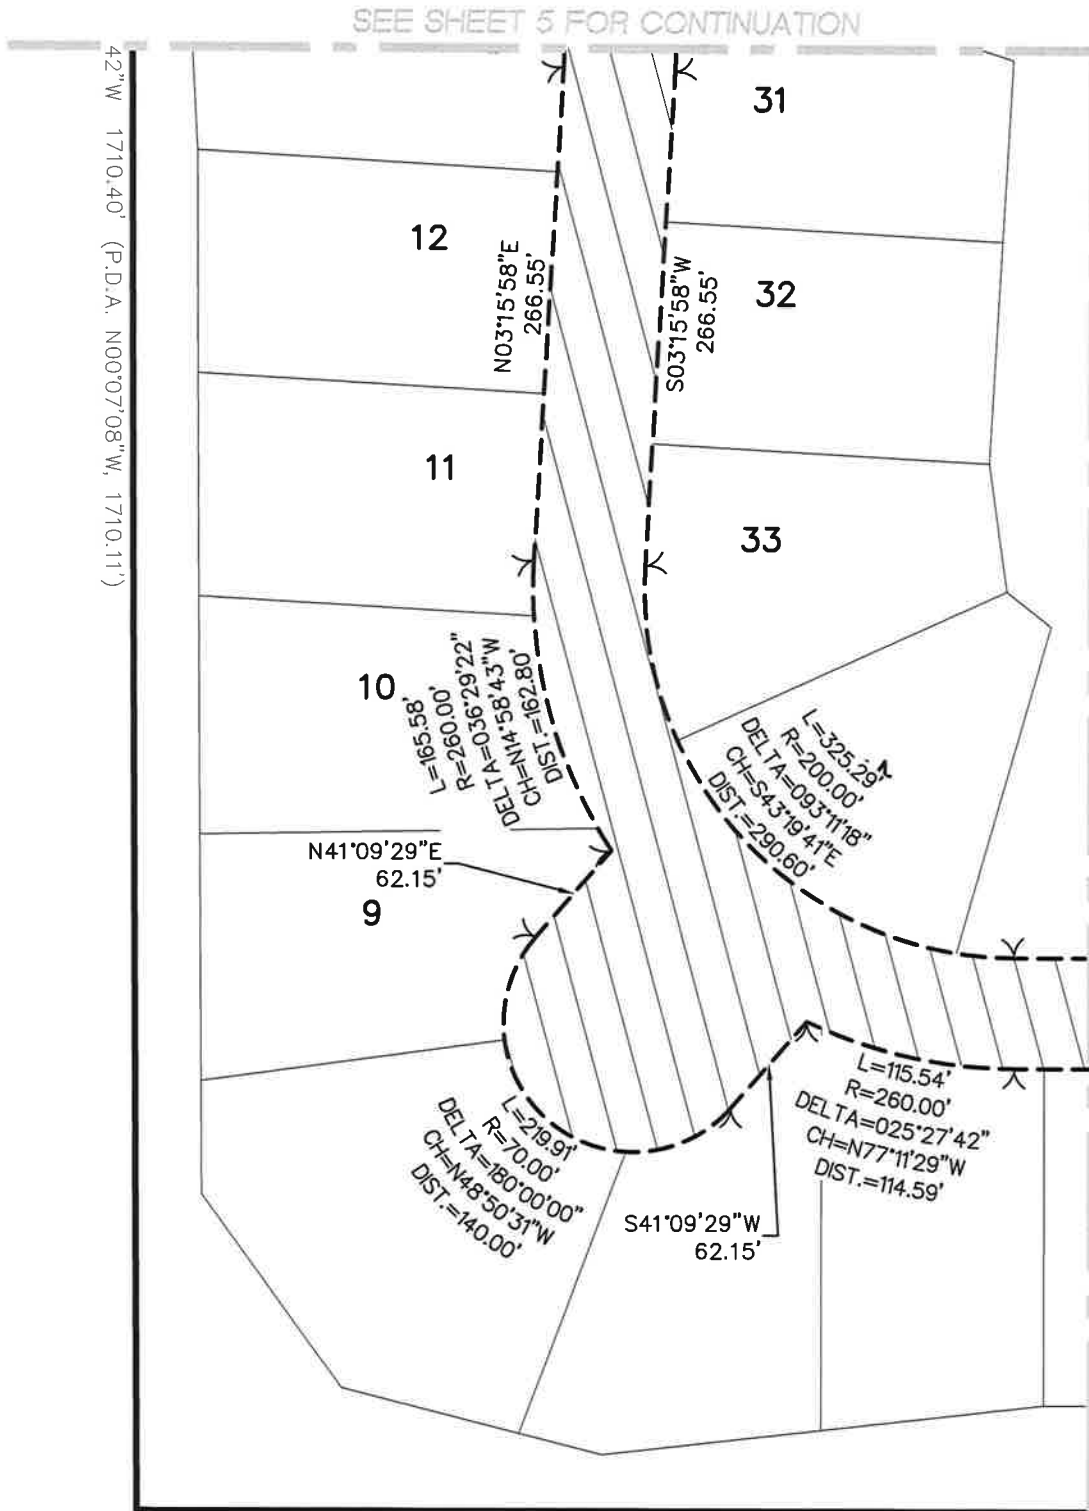 SEE SHEET 5 FOR CONTINUATION
42"W 1710.40' (P.D.A. N00°07'08"W, 1710.11')
31
12
N03°15'58"E
266.55'
S03°15'58"W
266.55'
32
11
33
10
L=165.58'
R=260.00'
DELTA=036°29'22"
CH=N14°58'43"W
DIST.=162.80'
L=325.29'
R=200.00'
DELTA=093°11'18"
CH=S43°19'41"E
DIST.=290.60'
N41°09'29"E
62.15'
9
L=219.91'
R=70.00'
DELTA=180°00'00"
CH=N48°50'31"W
DIST.=140.00'
L=115.54'
R=260.00'
DELTA=025°27'42"
CH=N77°11'29"W
DIST.=114.59'
S41°09'29"W
62.15'